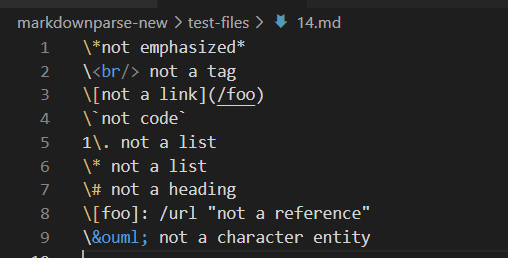 markdownparse-new > test-files > 14.md
1 \*not emphasized*
2 \<br/> not a tag
3 \[not a link](/foo)
4 \`not code`
5 1\. not a list
6 \* not a list
7 \# not a heading
8 \[foo]: /url "not a reference"
9 \&ouml; not a character entity
10